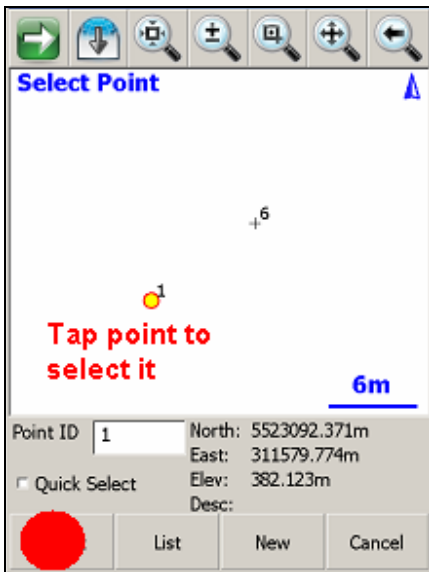 Select Point
6
1
Tap point to
select it
6m
Point ID 1 North: 5523092.371m
East: 311579.774m
Quick Select Elev: 382.123m
Desc:
List New Cancel